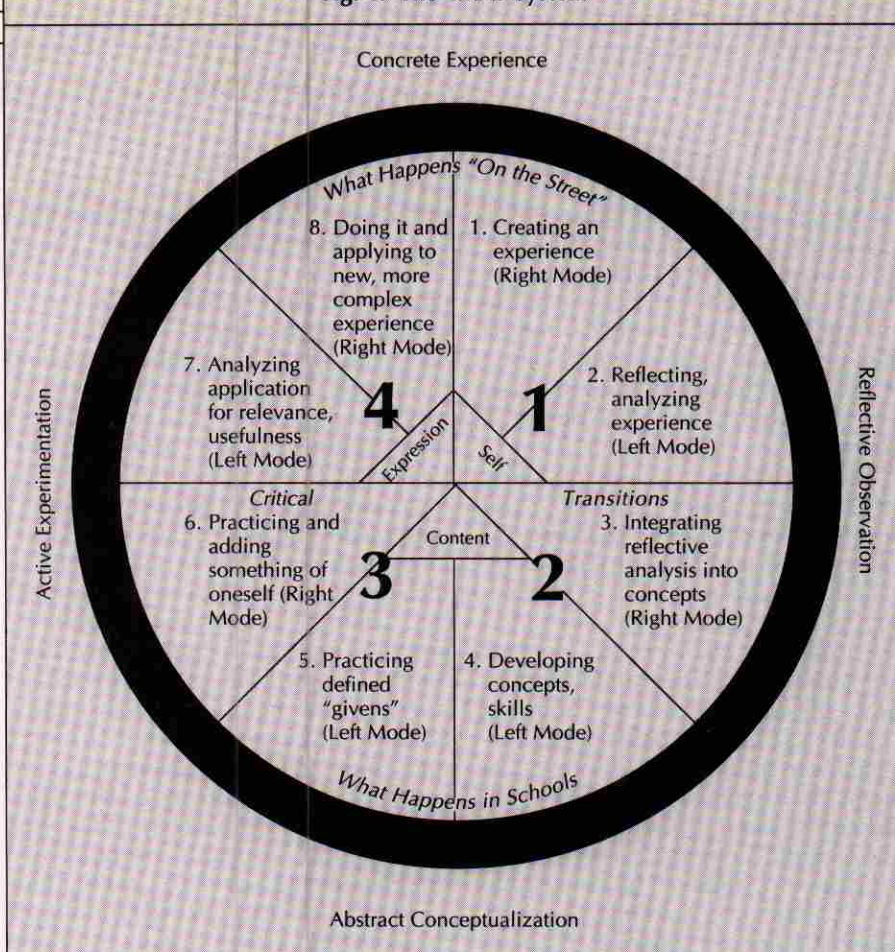 Concrete Experience
What Happens "On the Street"
8. Doing it and
applying to
new, more
complex
experience
(Right Mode)
1. Creating an
experience
(Right Mode)
7. Analyzing
application
for relevance,
usefulness
(Left Mode)
4
Expression
1
Self
2. Reflecting,
analyzing
experience
(Left Mode)
Active Experimentation
Reflective Observation
Critical
Transitions
6. Practicing and
adding
something of
oneself (Right
Mode)
3
Content
2
3. Integrating
reflective
analysis into
concepts
(Right Mode)
5. Practicing
defined
"givens"
(Left Mode)
4. Developing
concepts,
skills
(Left Mode)
What Happens in Schools
Abstract Conceptualization